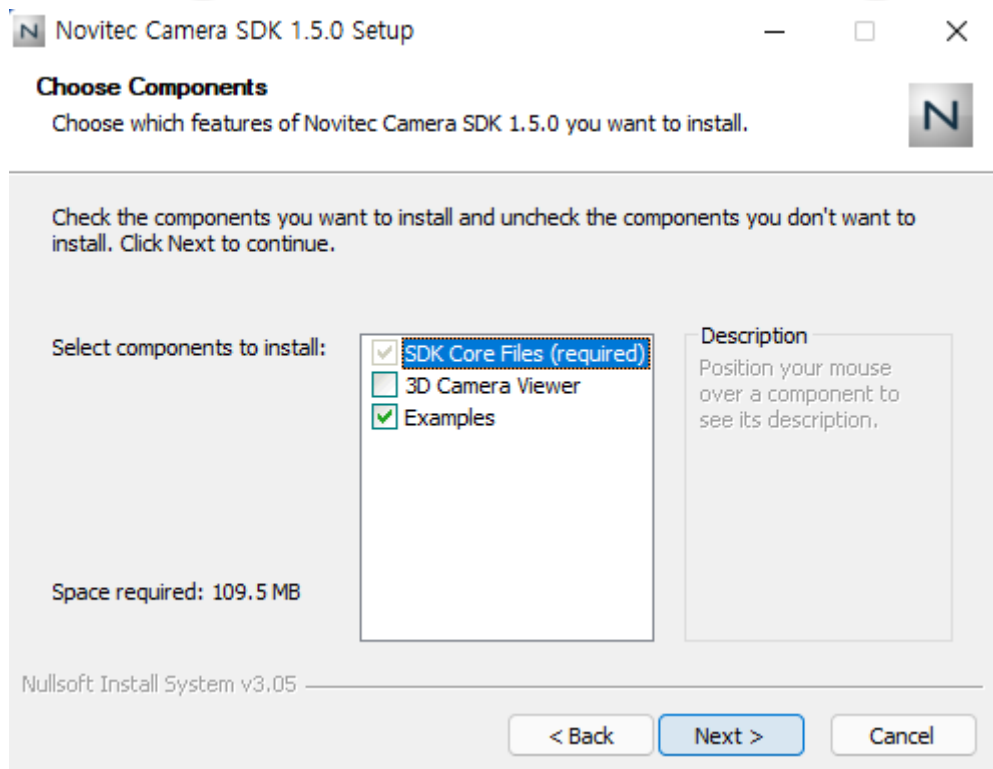 N Novitec Camera SDK 1.5.0 Setup
Choose Components
Choose which features of Novitec Camera SDK 1.5.0 you want to install.
N
Check the components you want to install and uncheck the components you don't want to
install. Click Next to continue.
Select components to install:
SDK Core Files (required)
3D Camera Viewer
Examples
Description
Position your mouse
over a component to
see its description.
Space required: 109.5 MB
Nullsoft Install System v3.05
< Back
Next >
Cancel